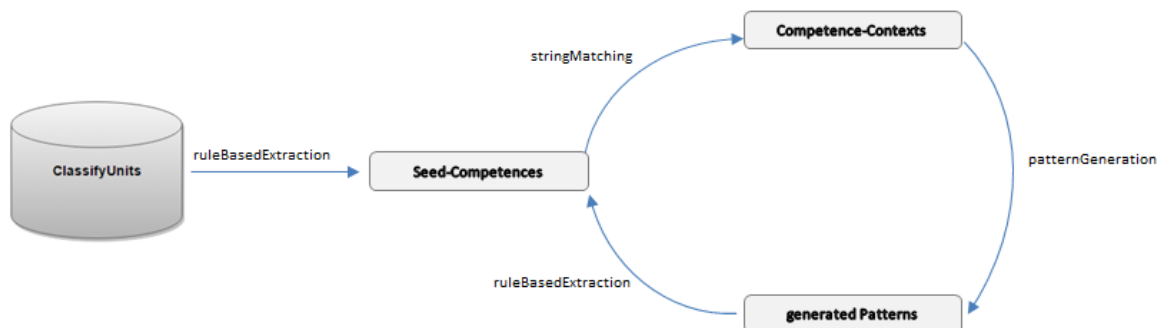 Competence-Contexts
stringMatching
ruleBasedExtraction
ClassifyUnits
Seed-Competences
patternGeneration
ruleBasedExtraction
generated Patterns